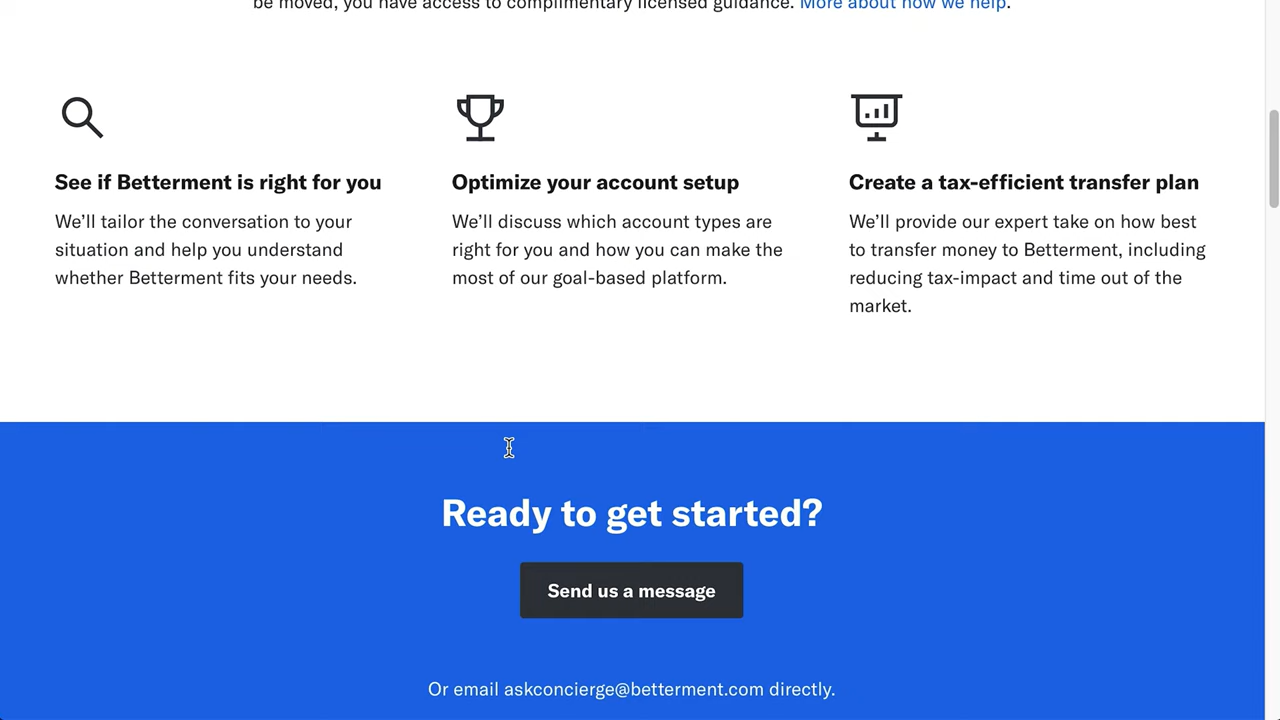 be moved, you have access to complimentary licensed guidance. More about how we help.
See if Betterment is right for you
We’ll tailor the conversation to your
situation and help you understand
whether Betterment fits your needs.
Optimize your account setup
We’ll discuss which account types are
right for you and how you can make the
most of our goal-based platform.
Create a tax-efficient transfer plan
We’ll provide our expert take on how best
to transfer money to Betterment, including
reducing tax-impact and time out of the
market.
Ready to get started?
Send us a message
Or email askconcierge@betterment.com directly.